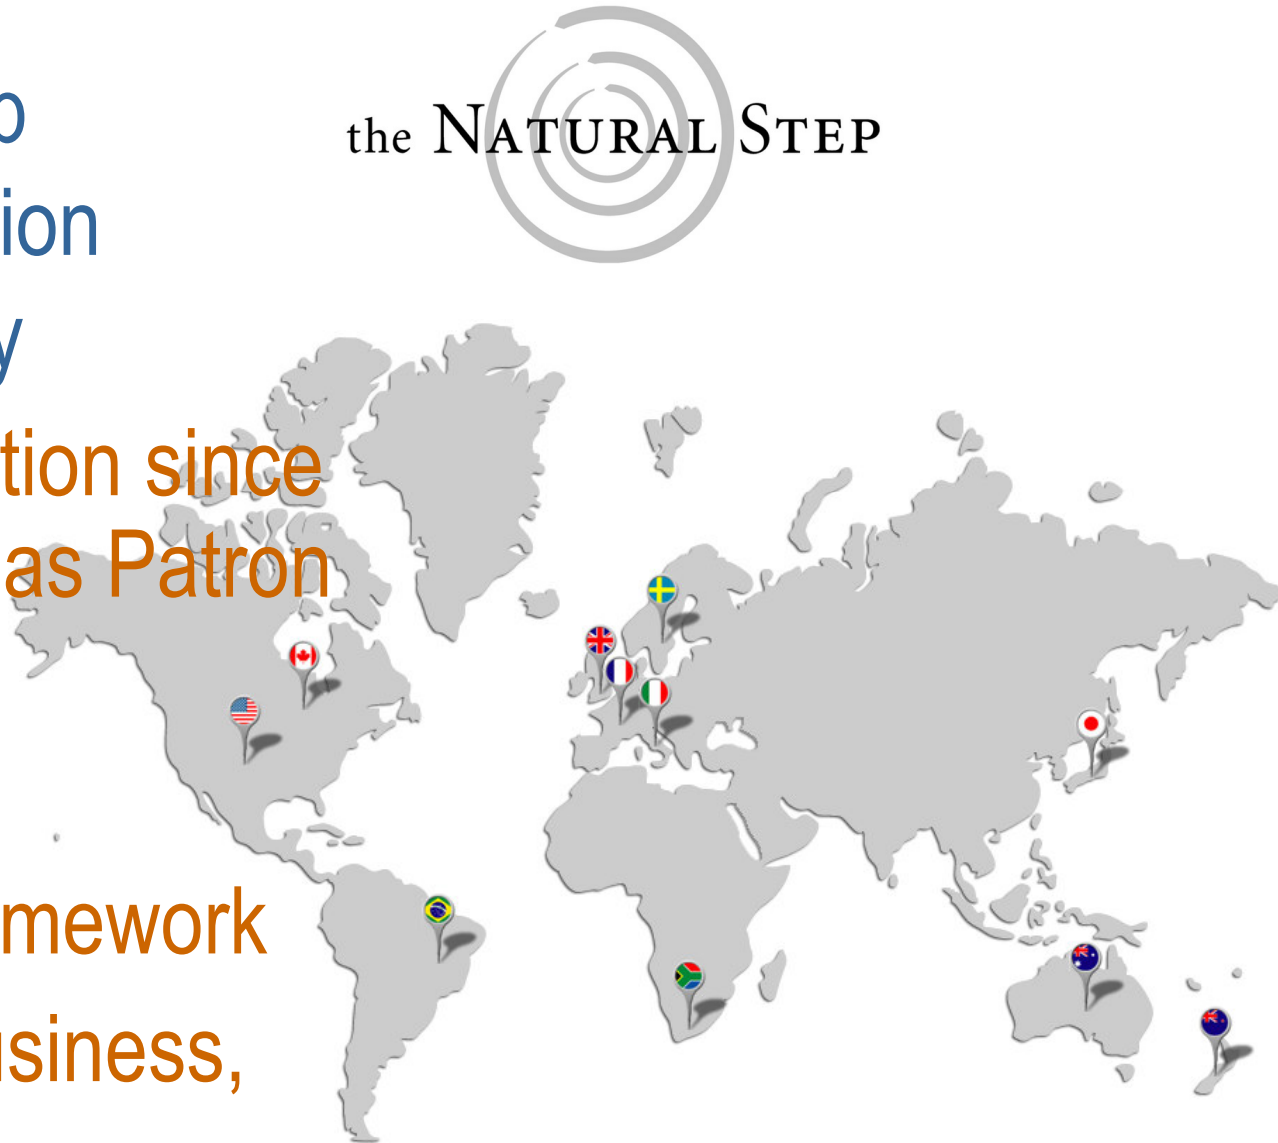 the NATURAL STEP
p
ion
y
tion since
as Patron
mework
usiness,